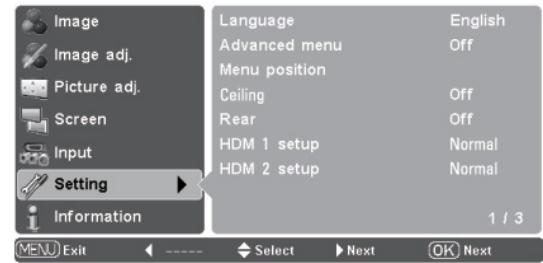 Image
Image adj.
Picture adj.
Screen
Input
Setting
Information
Language English
Advanced menu Off
Menu position
Ceiling Off
Rear Off
HDM 1 setup Normal
HDM 2 setup Normal
1 / 3
MENU Exit ----- Select Next OK Next